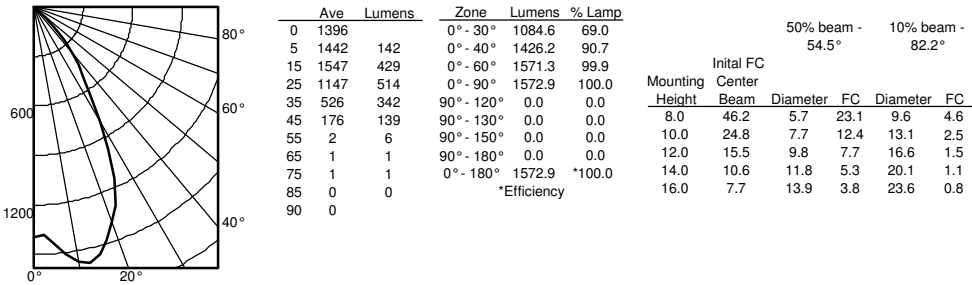 80°
60°
40°
600
1200
0° 20°
Ave Lumens
0 1396
5 1442 142
15 1547 429
25 1147 514
35 526 342
45 176 139
55 2 6
65 1 1
75 1 1
85 0 0
90 0
Zone Lumens % Lamp
0°- 30° 1084.6 69.0
0°- 40° 1426.2 90.7
0°- 60° 1571.3 99.9
0°- 90° 1572.9 100.0
90°- 120° 0.0 0.0
90°- 130° 0.0 0.0
90°- 150° 0.0 0.0
90°- 180° 0.0 0.0
0°- 180° 1572.9 *100.0
*Efficiency
50% beam - 10% beam -
54.5° 82.2°
Inital FC
Mounting Center
Height Beam Diameter FC Diameter FC
8.0 46.2 5.7 23.1 9.6 4.6
10.0 24.8 7.7 12.4 13.1 2.5
12.0 15.5 9.8 7.7 16.6 1.5
14.0 10.6 11.8 5.3 20.1 1.1
16.0 7.7 13.9 3.8 23.6 0.8